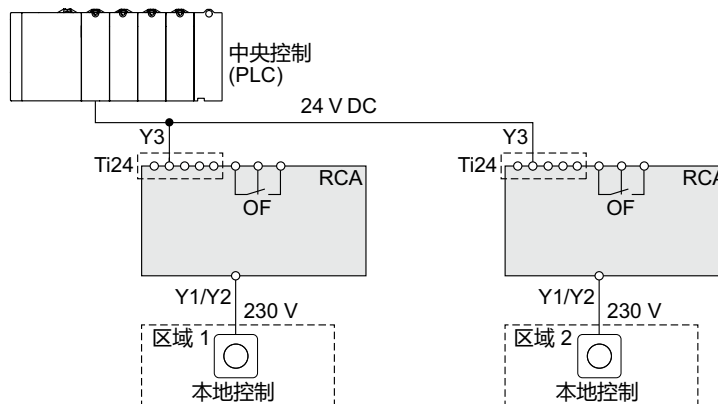 中央控制
(PLC)
24 V DC
Y3
Y3
Ti24
RCA
Ti24
RCA
OF
OF
Y1/Y2
230 V
Y1/Y2
230 V
区域 1
区域 2
本地控制
本地控制